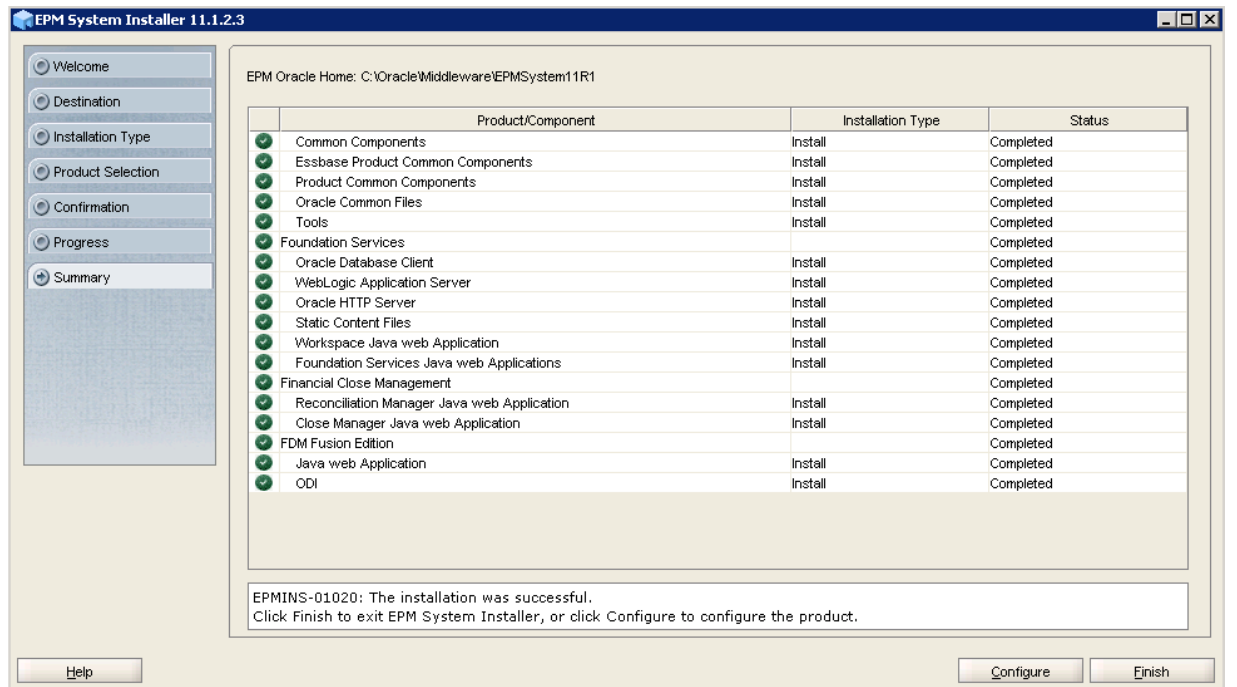 EPM System Installer 11.1.2.3
Welcome
Destination
Installation Type
Product Selection
Confirmation
Progress
Summary
EPM Oracle Home: C:\Oracle\Middleware\EPMSystem11R1
Product/Component Installation Type Status
Common Components Install Completed
Essbase Product Common Components Install Completed
Product Common Components Install Completed
Oracle Common Files Install Completed
Tools Install Completed
Foundation Services Completed
Oracle Database Client Install Completed
WebLogic Application Server Install Completed
Oracle HTTP Server Install Completed
Static Content Files Install Completed
Workspace Java web Application Install Completed
Foundation Services Java web Applications Install Completed
Financial Close Management Completed
Reconciliation Manager Java web Application Install Completed
Close Manager Java web Application Install Completed
FDM Fusion Edition Completed
Java web Application Install Completed
ODI Install Completed
EPMINS-01020: The installation was successful.
Click Finish to exit EPM System Installer, or click Configure to configure the product.
Help Configure Finish